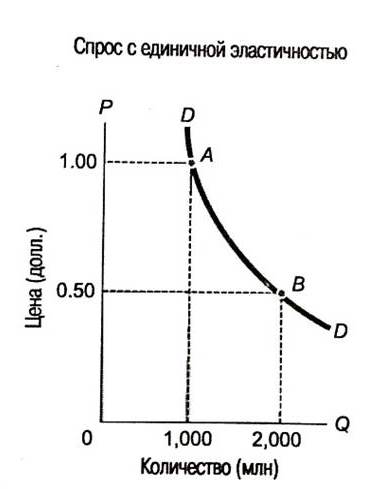 Спрос с единичной эластичностью
P
D
1.00
A
Цена (долл.)
0.50
B
D
0
1,000
2,000
Q
Количество (млн)